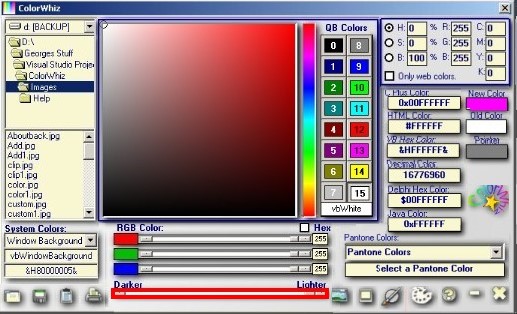 ColorWhiz
d: [BACKUP]
D:\
Georges Stuff
Visual Studio Proje
ColorWhiz
Images
Help
Aboutback.jpg
Add.jpg
Add1.jpg
clip.jpg
clip1.jpg
color.jpg
color1.jpg
custom.jpg
custom1.jpg
System Colors:
Window Background
vbWindowBackground
&H80000005&
QB Colors
0 8
1 9
2 10
3 11
4 12
5 13
6 14
7 15
vbWhite
H: 0 % R: 255 C: 0
S: 0 % G: 255 M: 0
B: 100 % B: 255 Y: 0
Only web colors. K: 0
C Plus Color: New Color
0x00FFFFFF
HTML Color: Old Color
#FFFFFF
VB Hex Color: Pointer
&HFFFFFF&
Decimal Color
16776960
Delphi Hex Color:
$00FFFFFF
Java Color:
0xFFFFFF
RGB Color: Hex
255
255
255
Darker Lighter
Pantone Colors:
Pantone Colors
Select a Pantone Color